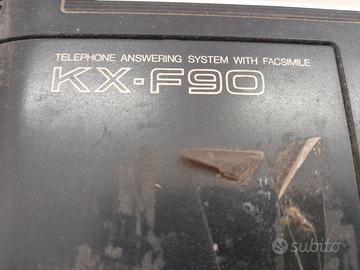 TELEPHONE ANSWERING SYSTEM WITH FACSIMILE
KX-F90
subito